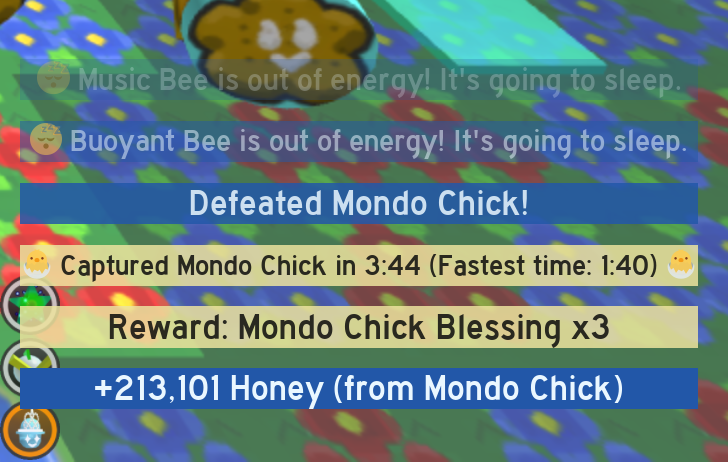 Music Bee is out of energy! It's going to sleep.
Buoyant Bee is out of energy! It's going to sleep.
Defeated Mondo Chick!
Captured Mondo Chick in 3:44 (Fastest time: 1:40)
Reward: Mondo Chick Blessing x3
+213,101 Honey (from Mondo Chick)